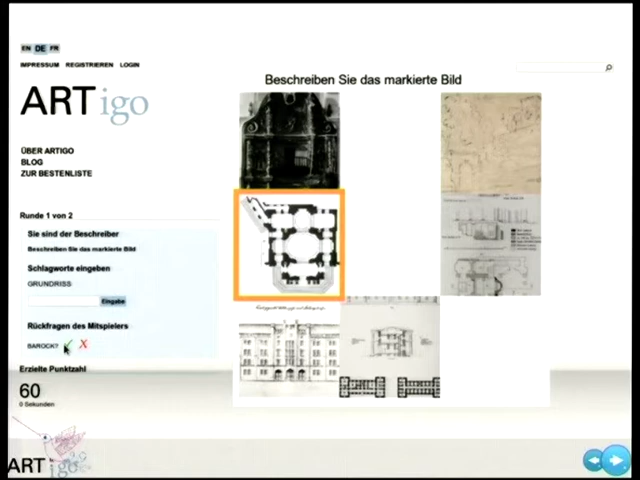 EN DE FR
IMPRESSUM REGISTRIEREN LOGIN
ARTigo
ÜBER ARTIGO
BLOG
ZUR BESTENLISTE
Beschreiben Sie das markierte Bild
Runde 1 von 2
Sie sind der Beschreiber
Beschreiben Sie das markierte Bild
Schlagworte eingeben
GRUNDRISS
Eingabe
Rückfragen des Mitspielers
BAROCK?
Erzielte Punktzahl
60
0 Sekunden
ARTigo